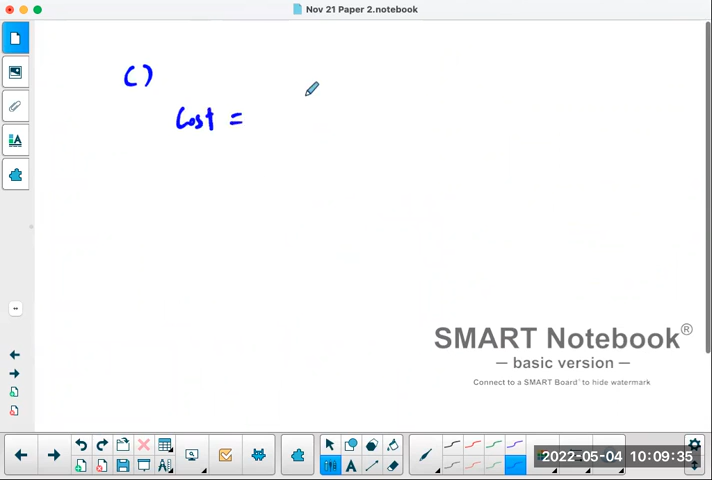 Nov 21 Paper 2.notebook
C)
Cost =
SMART Notebook®
— basic version —
Connect to a SMART Board™ to hide watermark
2022-05-04 10:09:35